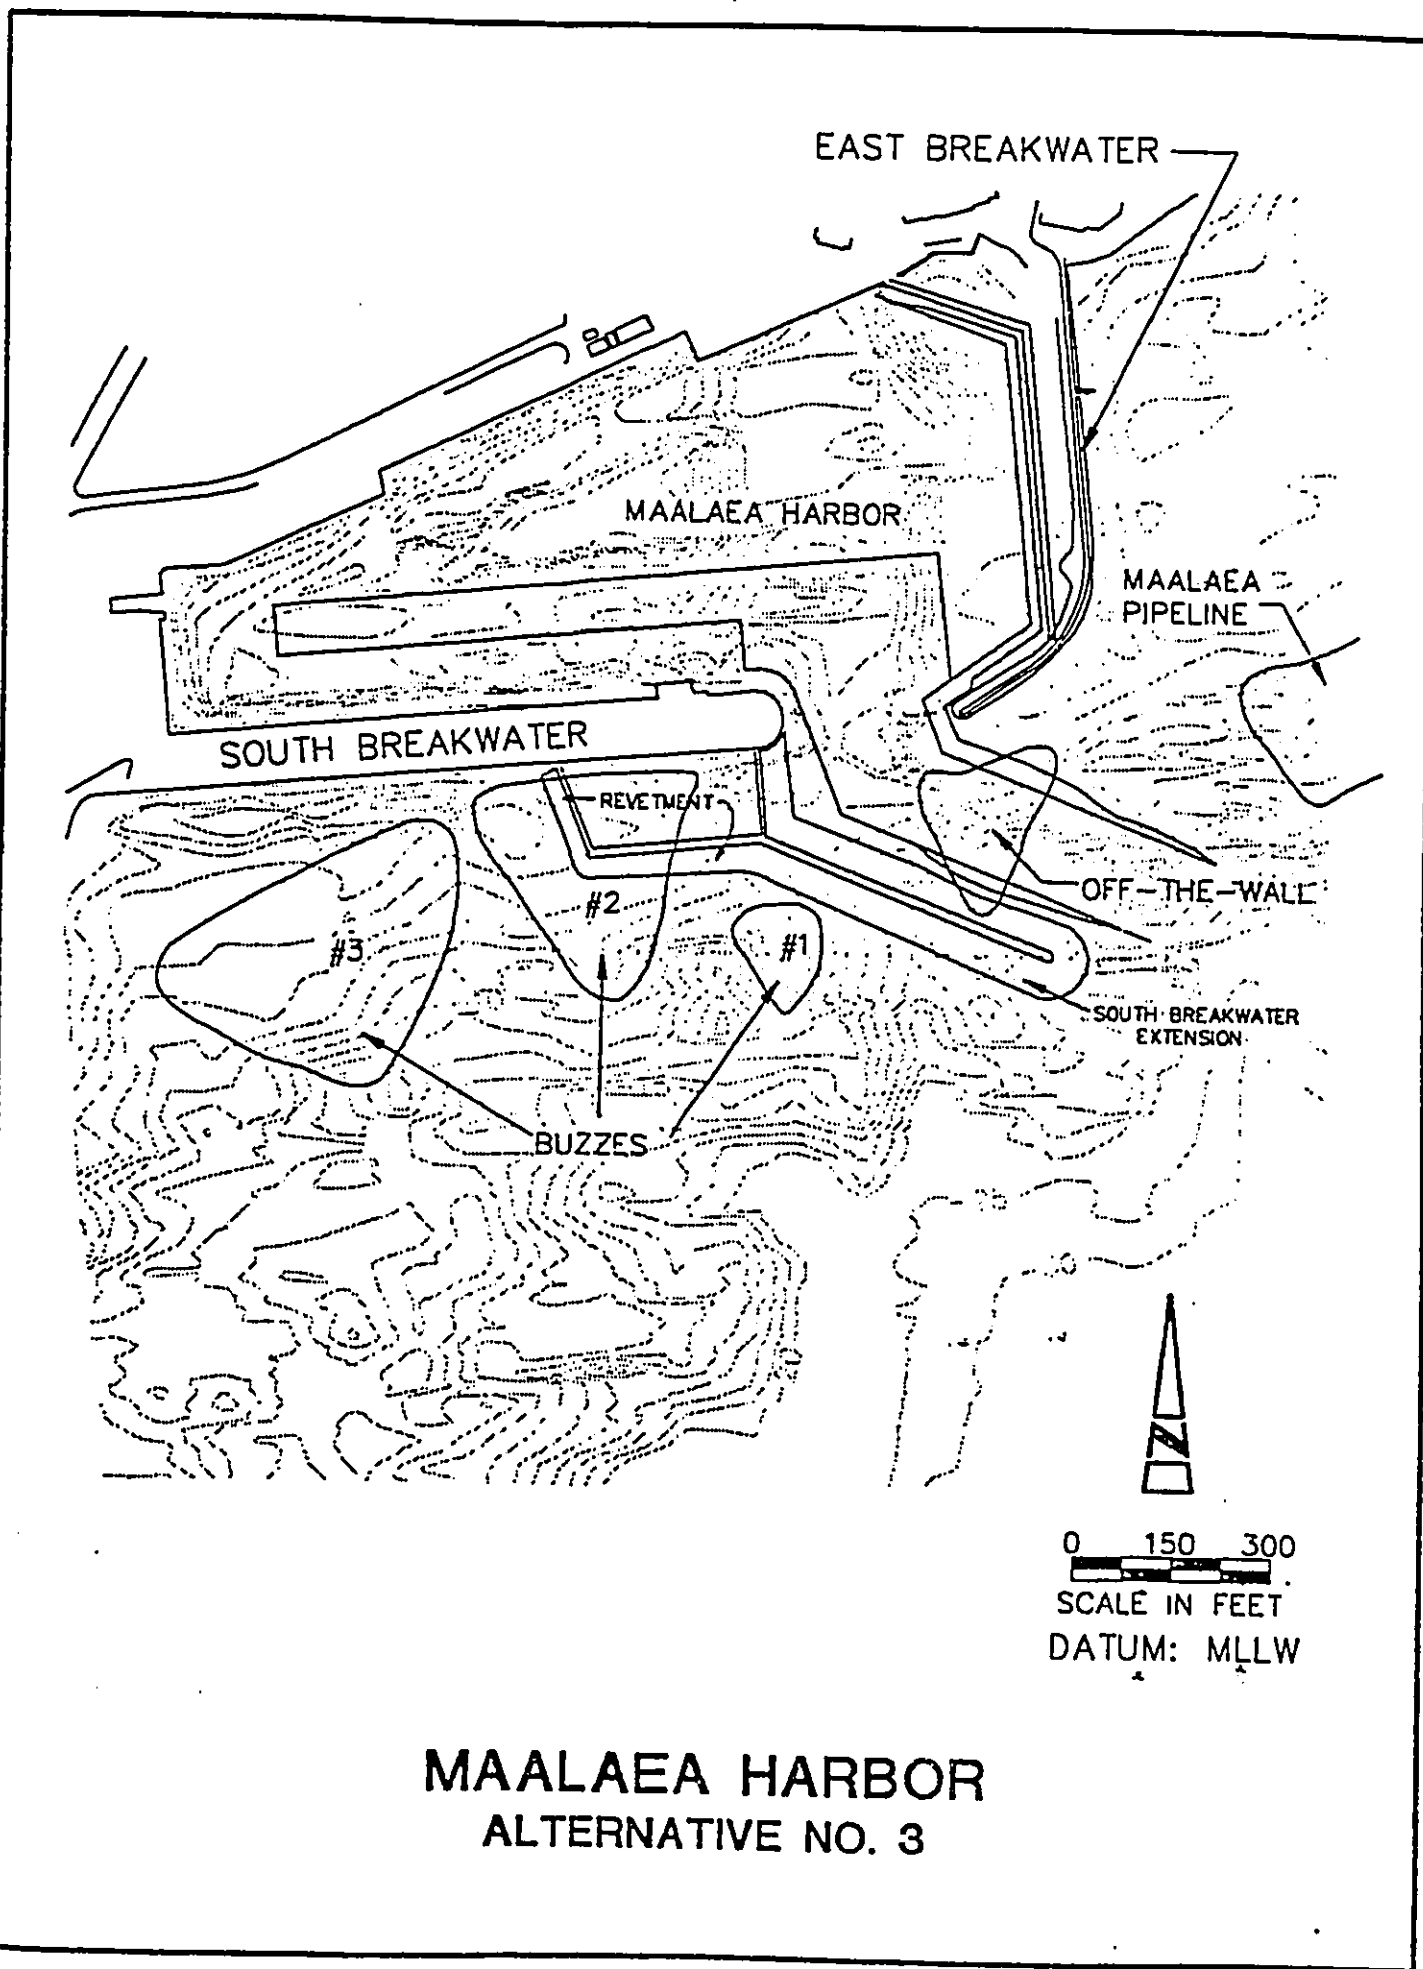 EAST BREAKWATER
MAALAEA HARBOR
MAALAEA
PIPELINE
SOUTH BREAKWATER
REVETMENT
OFF-THE-WALL
#2
#1
#3
SOUTH BREAKWATER
EXTENSION
BUZZES
0 150 300
SCALE IN FEET
DATUM: MLLW
MAALAEA HARBOR
ALTERNATIVE NO. 3